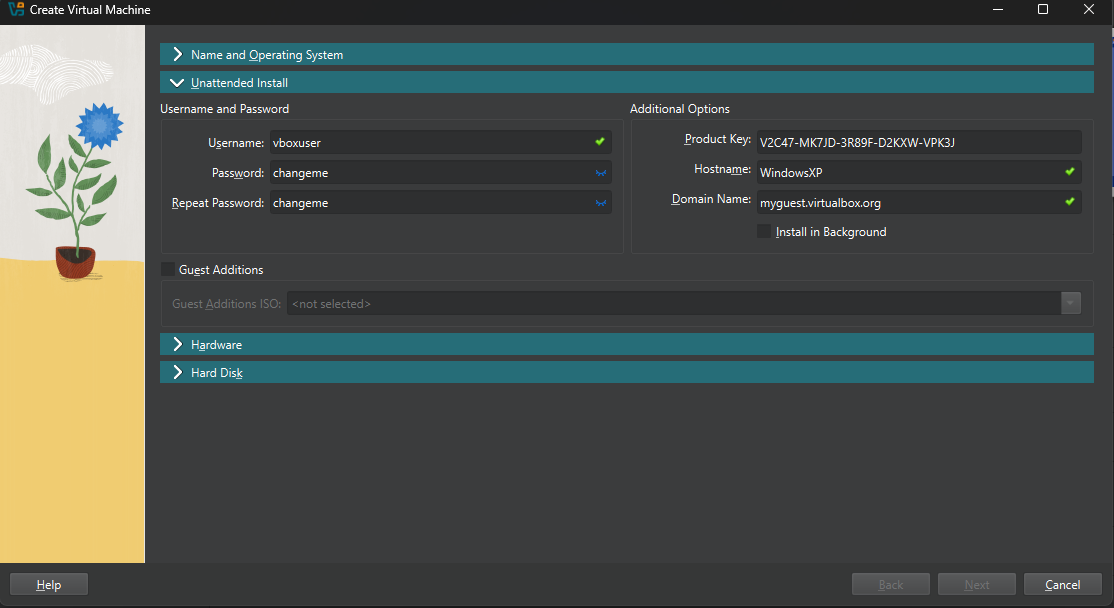 Create Virtual Machine
Name and Operating System
Unattended Install
Username and Password
Username: vboxuser
Password: changeme
Repeat Password: changeme
Additional Options
Product Key: V2C47-MK7JD-3R89F-D2KXW-VPK3J
Hostname: WindowsXP
Domain Name: myguest.virtualbox.org
Install in Background
Guest Additions
Guest Additions ISO: <not selected>
Hardware
Hard Disk
Help
Back
Next
Cancel